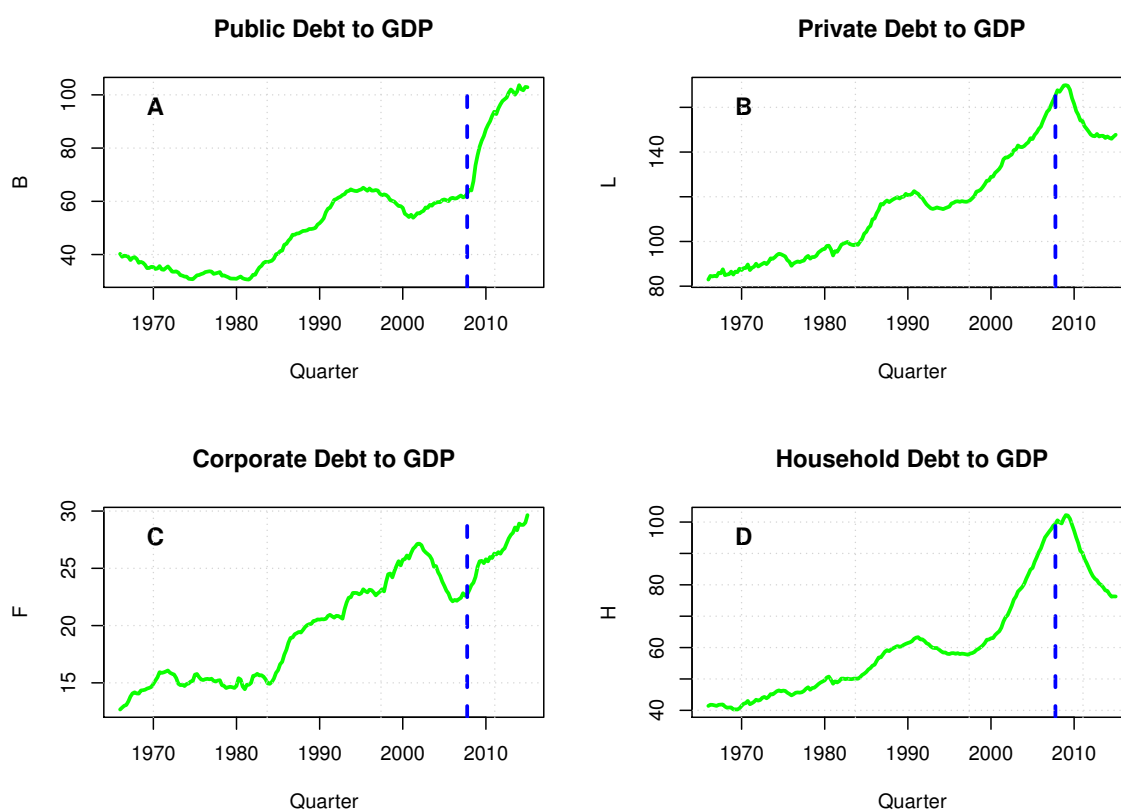 Public Debt to GDP
A
B
100
80
60
40
1970 1980 1990 2000 2010
Quarter
Private Debt to GDP
B
L
140
100
80
1970 1980 1990 2000 2010
Quarter
Corporate Debt to GDP
C
F
30
25
20
15
1970 1980 1990 2000 2010
Quarter
Household Debt to GDP
D
H
100
80
60
40
1970 1980 1990 2000 2010
Quarter